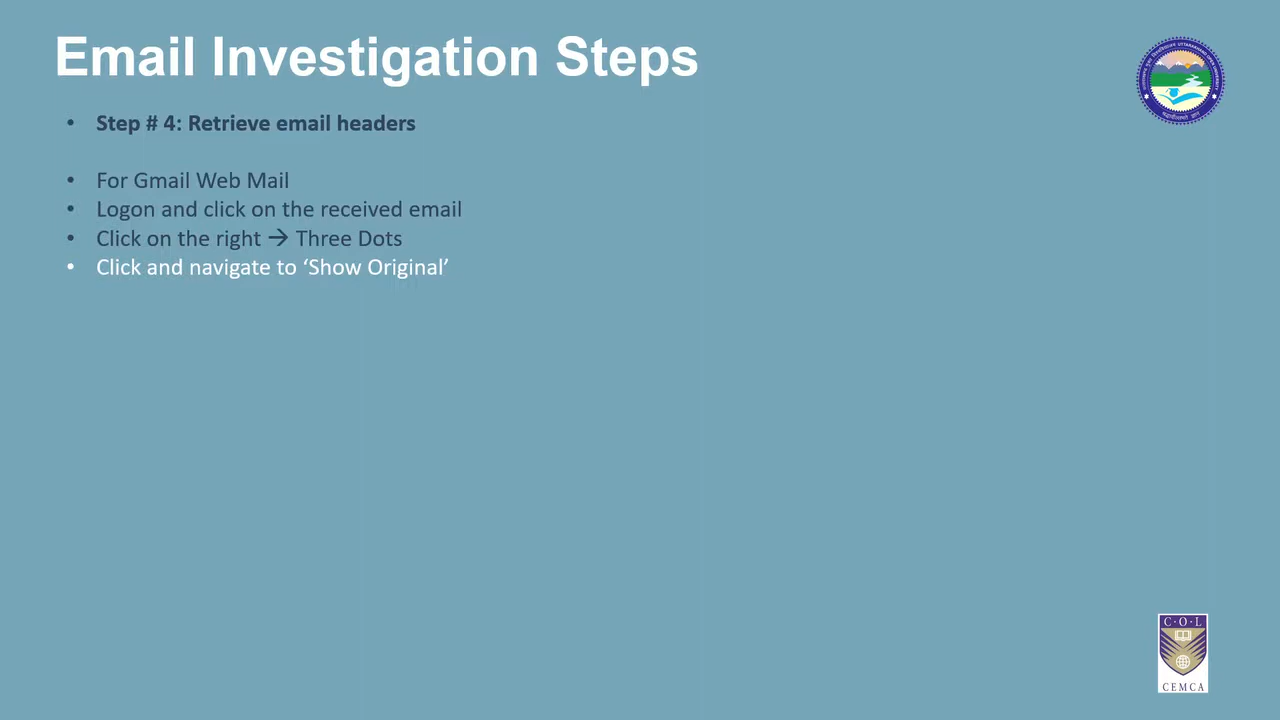 Email Investigation Steps
• Step # 4: Retrieve email headers
• For Gmail Web Mail
• Logon and click on the received email
• Click on the right → Three Dots
• Click and navigate to ‘Show Original’
C·O·L
CEMCA